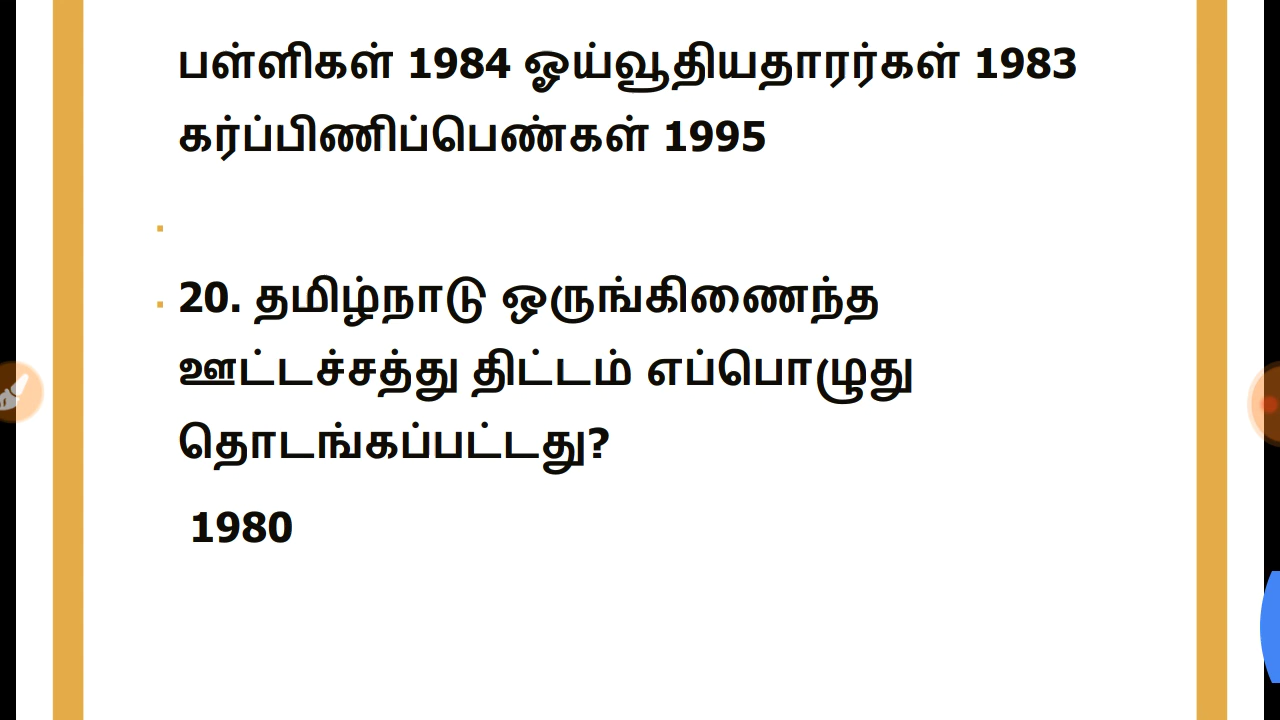 பள்ளிகள் 1984 ஓய்வூதியதாரர்கள் 1983
கர்ப்பிணிப்பெண்கள் 1995
20. தமிழ்நாடு ஒருங்கிணைந்த
ஊட்டச்சத்து திட்டம் எப்பொழுது
தொடங்கப்பட்டது?
1980